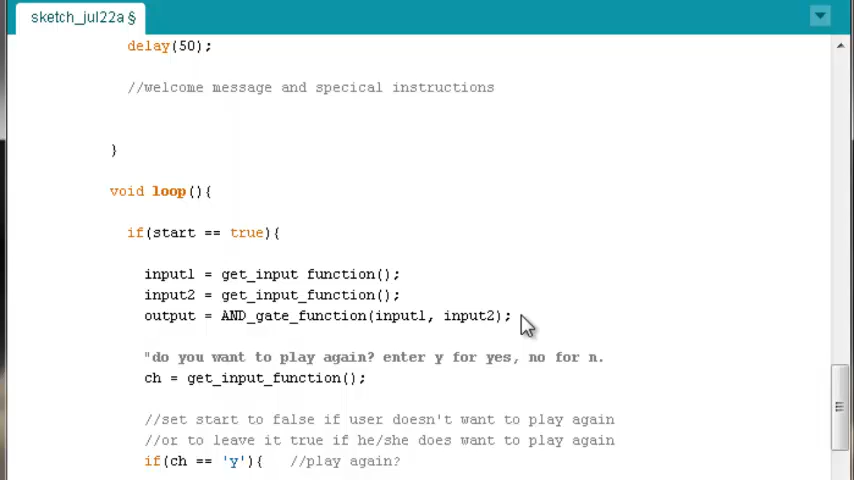 sketch_jul22a §
delay(50);
//welcome message and specical instructions
}
void loop(){
if(start == true){
input1 = get_input function();
input2 = get_input_function();
output = AND_gate_function(input1, input2);
"do you want to play again? enter y for yes, no for n.
ch = get_input_function();
//set start to false if user doesn't want to play again
//or to leave it true if he/she does want to play again
if(ch == 'y'){ //play again?